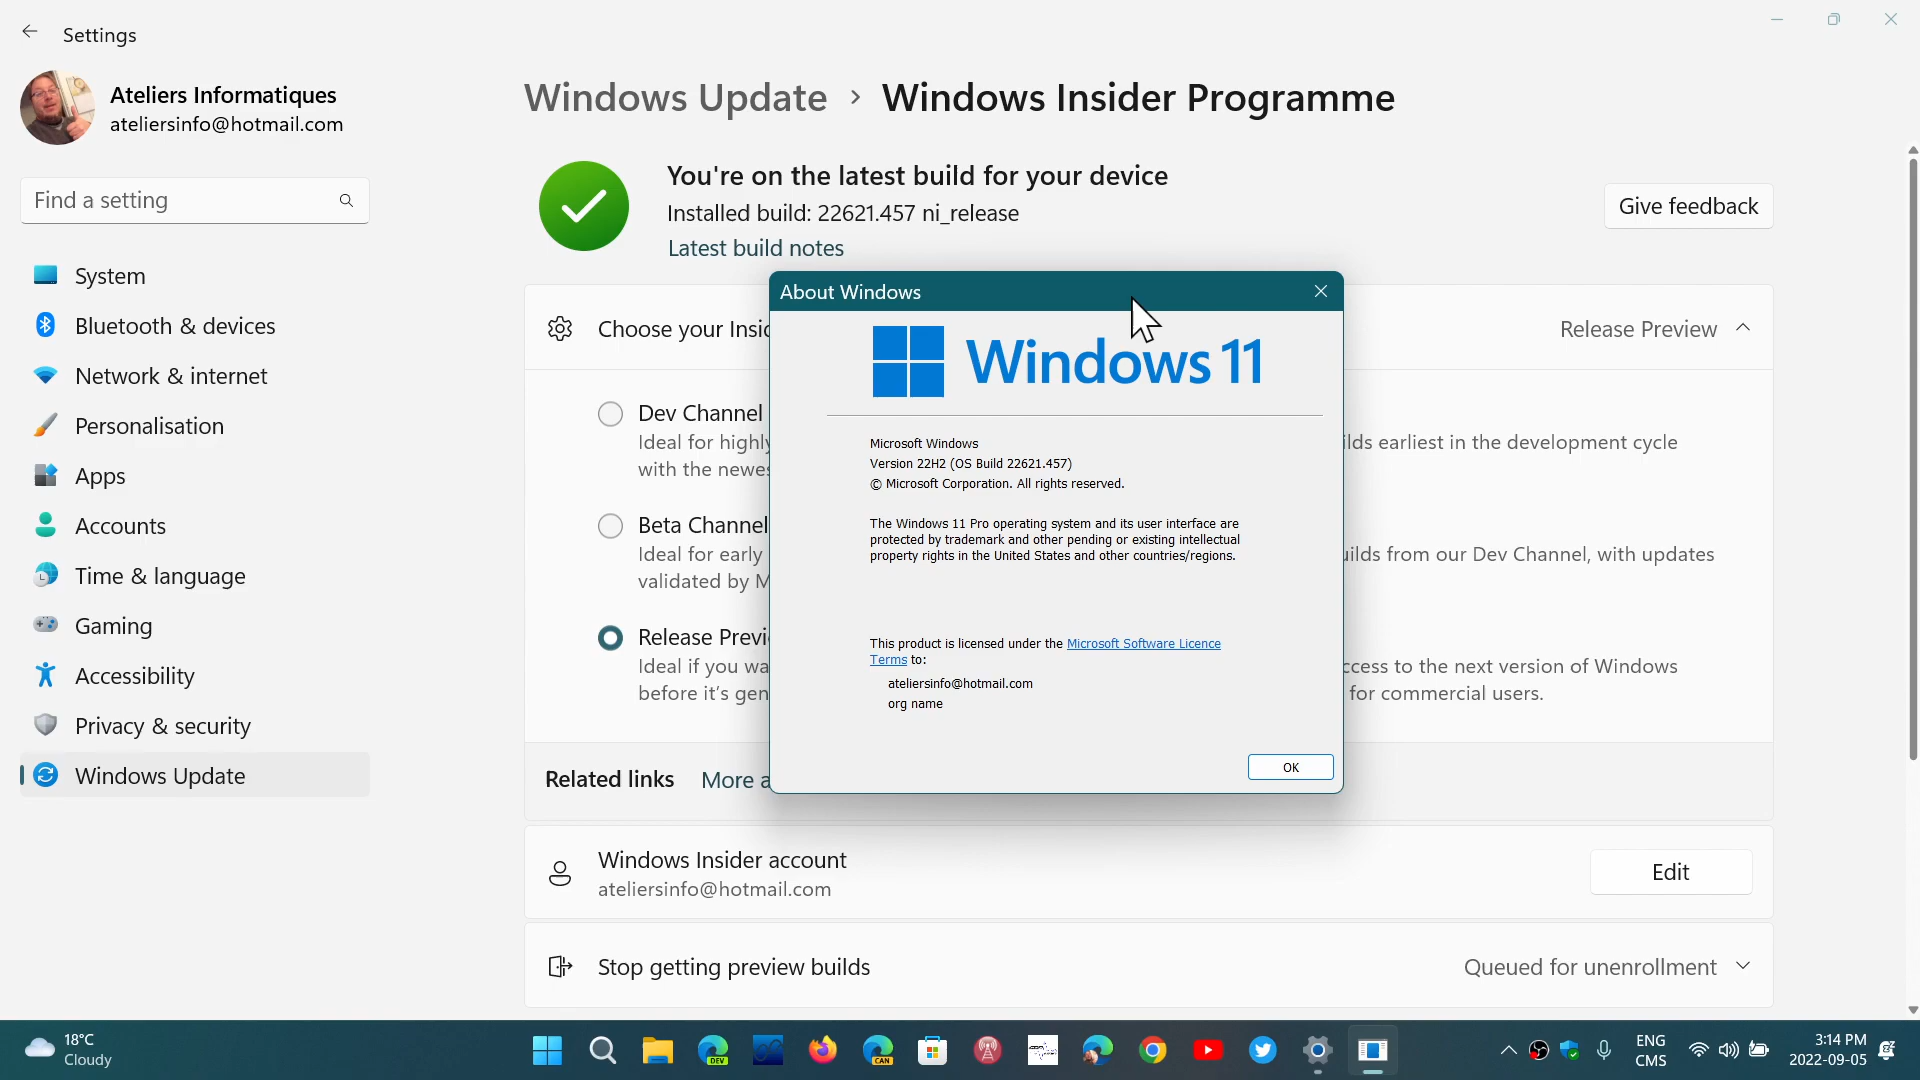 Settings
Ateliers Informatiques
ateliersinfo@hotmail.com
Find a setting
System
Bluetooth & devices
Network & internet
Personalisation
Apps
Accounts
Time & language
Gaming
Accessibility
Privacy & security
Windows Update
Windows Update > Windows Insider Programme
You're on the latest build for your device
Installed build: 22621.457 ni_release
Latest build notes
Give feedback
Choose your Insi
Release Preview
Dev Channel
Ideal for highly
lds earliest in the development cycle
with the newes
Beta Channel
Ideal for early
ilds from our Dev Channel, with updates
validated by M
Release Previ
Ideal if you wa
ccess to the next version of Windows
before it's gen
for commercial users.
Related links
More a
About Windows
Windows 11
Microsoft Windows
Version 22H2 (OS Build 22621.457)
© Microsoft Corporation. All rights reserved.
The Windows 11 Pro operating system and its user interface are
protected by trademark and other pending or existing intellectual
property rights in the United States and other countries/regions.
This product is licensed under the Microsoft Software Licence
Terms to:
ateliersinfo@hotmail.com
org name
OK
Windows Insider account
ateliersinfo@hotmail.com
Edit
Stop getting preview builds
Queued for unenrollment
18°C
Cloudy
DEV
CAN
ENG
CMS
3:14 PM
2022-09-05